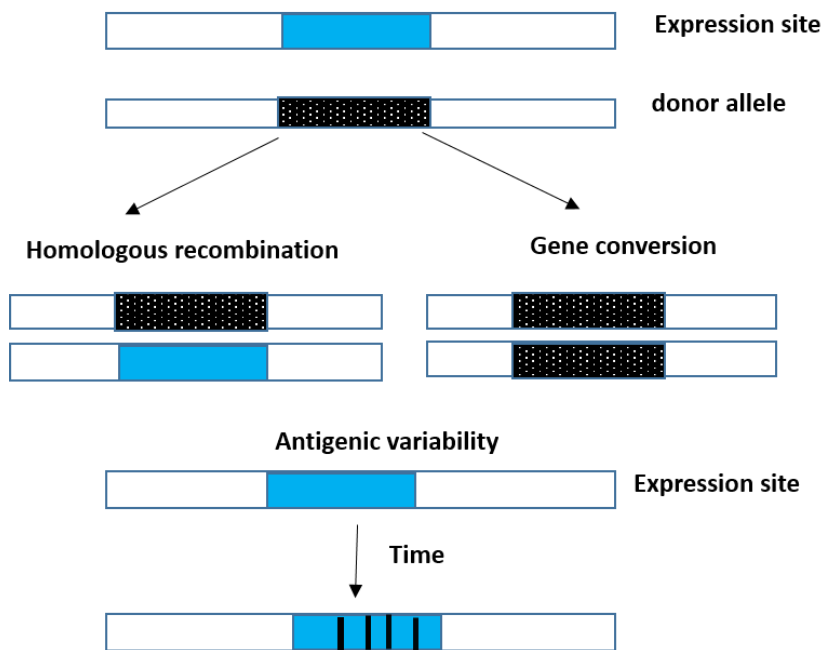 Expression site
donor allele
Homologous recombination
Gene conversion
Antigenic variability
Expression site
Time